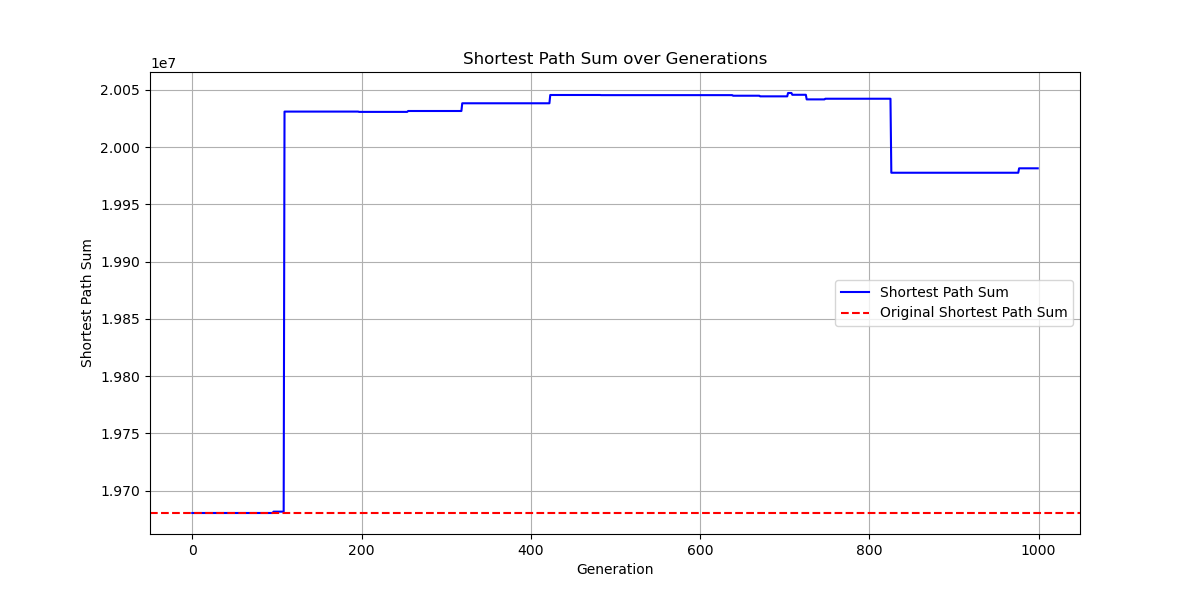 Shortest Path Sum over Generations
1e7
2.005
2.000
1.995
1.990
1.985
1.980
1.975
1.970
Shortest Path Sum
Shortest Path Sum
Original Shortest Path Sum
0 200 400 600 800 1000
Generation